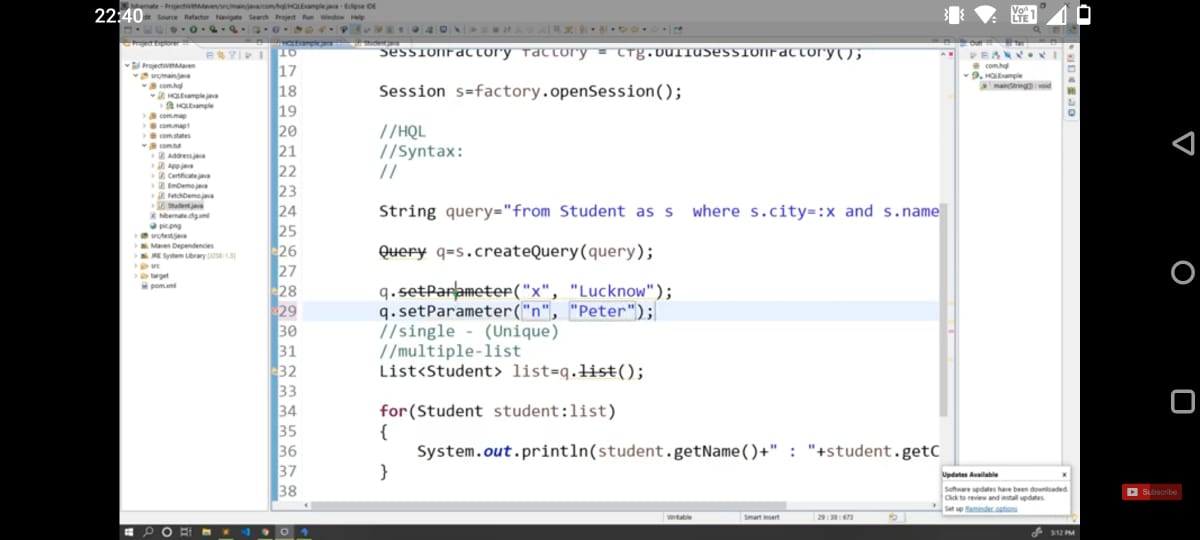 22:40
Vo LTE 1
hibernate - ProjectWithMaven/src/main/java/com/hql/HQLExample.java - Eclipse IDE
Edit Source Refactor Navigate Search Project Run Window Help
Project Explorer
HQLExample.java Student.java
ProjectWithMaven
src/main/java
com.hql
HQLExample.java
HQLExample
com.map
com.map1
com.states
com.tut
Address.java
App.java
Certificate.java
EmDemo.java
FetchDemo.java
Student.java
hibernate.cfg.xml
pic.png
src/test/java
Maven Dependencies
JRE System Library [J2SE-1.5]
src
target
pom.xml
16 SessionFactory factory = cfg.buildSessionFactory();
17
18 Session s=factory.openSession();
19
20 //HQL
21 //Syntax:
22 //
23
24 String query="from Student as s  where s.city=:x and s.name
25
26 Query q=s.createQuery(query);
27
28 q.setParameter("x", "Lucknow");
29 q.setParameter("n", "Peter");
30 //single - (Unique)
31 //multiple-list
32 List<Student> list=q.list();
33
34 for(Student student:list)
35 {
36 System.out.println(student.getName()+" : "+student.getC
37 }
38
Out Tas
com.hql
HQLExample
main(String[]) : void
Updates Available x
Software updates have been downloaded.
Click to review and install updates.
Set up Reminder options
Subscribe
Writable Smart Insert 29 : 38 : 673
3:12 PM